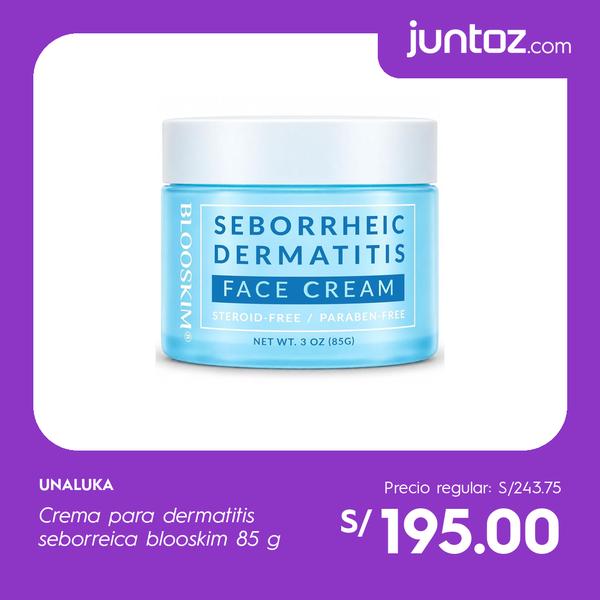 juntoz.com
BLOOSKIM®
SEBORRHEIC
DERMATITIS
FACE CREAM
STEROID-FREE / PARABEN-FREE
NET WT. 3 OZ (85G)
UNALUKA
Crema para dermatitis
seborreica blooskim 85 g
Precio regular: S/243.75
S/195.00